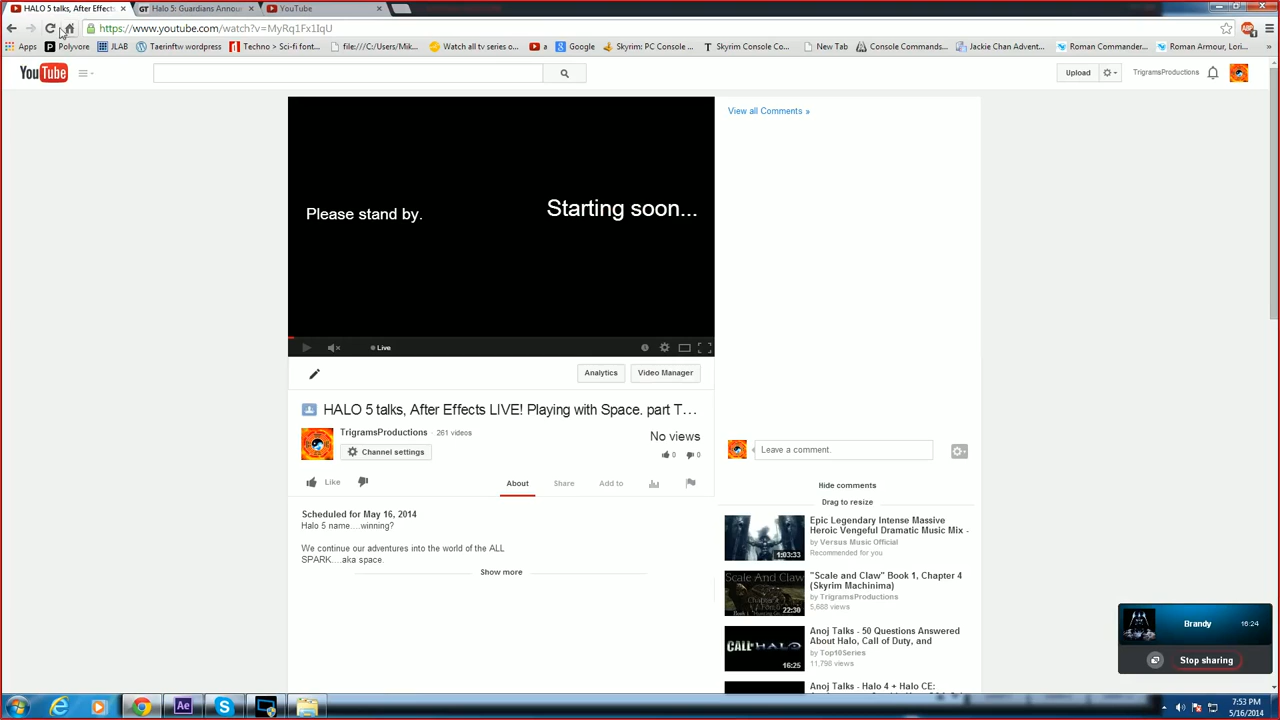 HALO 5 talks, After Effects
Halo 5: Guardians Annou
YouTube
https://www.youtube.com/watch?v=MyRq1Fx1IqU
Apps
Polyvore
JLAB
Taerinftw wordpress
Techno > Sci-fi font...
file:///C:/Users/Mik...
Watch all tv series o...
a
Google
Skyrim: PC Console ...
Skyrim Console Co...
New Tab
Console Commands...
Jackie Chan Advent...
Roman Commander...
Roman Armour, Lori...
»
YouTube
Upload
TrigramsProductions
View all Comments »
Please stand by.
Starting soon...
Live
Analytics
Video Manager
HALO 5 talks, After Effects LIVE! Playing with Space. part T...
TrigramsProductions · 261 videos
Channel settings
No views
0
0
Like
About
Share
Add to
Leave a comment.
Hide comments
Drag to resize
Scheduled for May 16, 2014
Halo 5 name....winning?
We continue our adventures into the world of the ALL
SPARK....aka space.
Show more
Epic Legendary Intense Massive
Heroic Vengeful Dramatic Music Mix -
by Versus Music Official
Recommended for you
1:03:33
"Scale and Claw" Book 1, Chapter 4
(Skyrim Machinima)
by TrigramsProductions
5,688 views
Scale And Claw
22:30
Anoj Talks - 50 Questions Answered
About Halo, Call of Duty, and
by Top10Series
11,798 views
CALL HALO
16:25
Anoj Talks - Halo 4 + Halo CE:
Brandy
16:24
Stop sharing
Ae
7:53 PM
5/16/2014